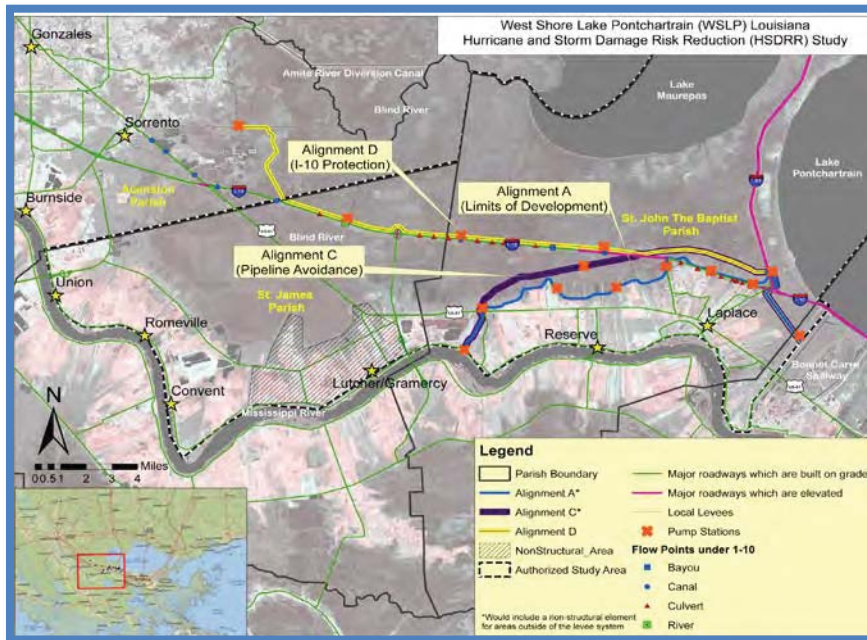 West Shore Lake Pontchartrain (WSLP) Louisiana
Hurricane and Storm Damage Risk Reduction (HSDRR) Study
Gonzales
Amite River Diversion Canal
Lake
Maurepas
Blind River
Sorrento
Lake
Pontchartrain
Alignment D
(I-10 Protection)
Alignment A
(Limits of Development)
Ascension
Parish
Burnside
St. John The Baptist
Parish
Blind River
Alignment C
(Pipeline Avoidance)
Union
St. James
Parish
Romeville
Laplace
Reserve
Bonnet Carre
Spillway
Lutcher/Gramercy
Convent
Mississippi River
N
Miles
0 0.5 1 2 3 4
Legend
Parish Boundary
Alignment A*
Alignment C*
Alignment D
NonStructural_Area
Authorized Study Area
*Would include a non-structural element
for areas outside of the levee system
Major roadways which are built on grade
Major roadways which are elevated
Local Levees
Pump Stations
Flow Points under 1-10
Bayou
Canal
Culvert
River